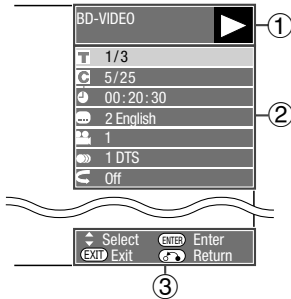 BD-VIDEO
①
T 1/3
C 5/25
00:20:30
2 English
②
1
1 DTS
Off
Select ENTER Enter
EXIT Exit Return
③